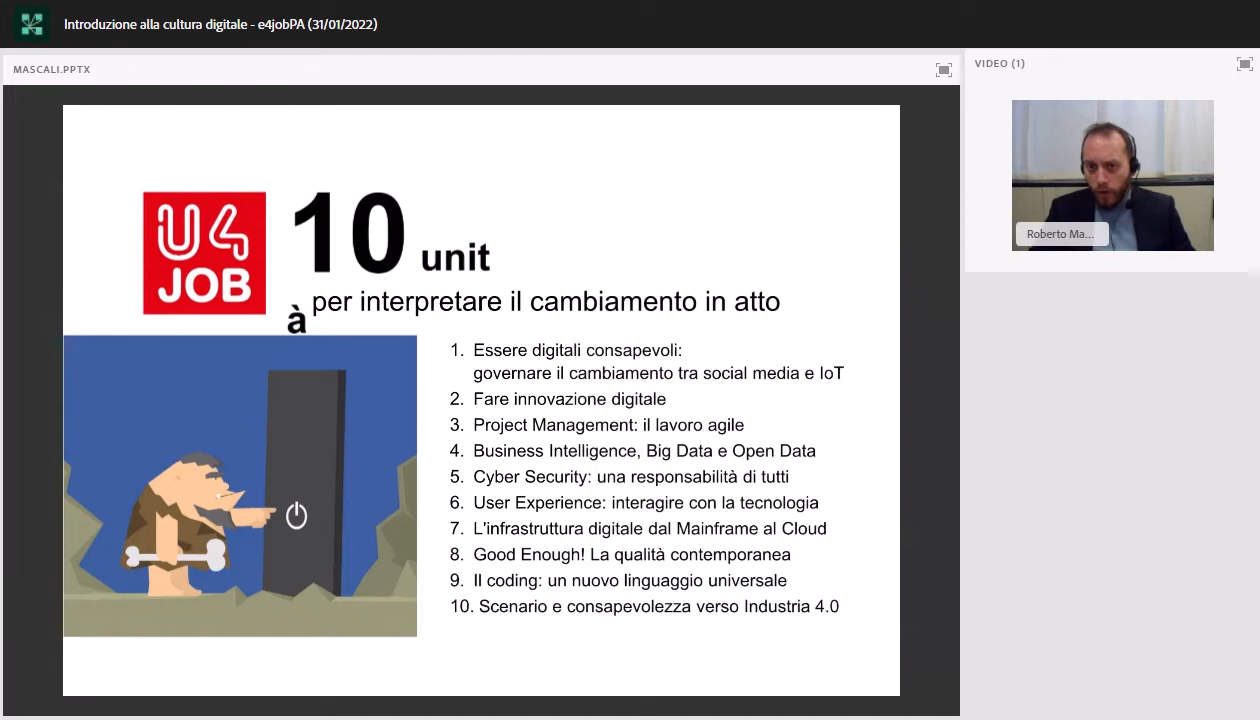 Introduzione alla cultura digitale - e4jobPA (31/01/2022)
MASCALI.PPTX
VIDEO (1)
Roberto Ma...
U4
JOB
10 unit
à
per interpretare il cambiamento in atto
1. Essere digitali consapevoli:
governare il cambiamento tra social media e IoT
2. Fare innovazione digitale
3. Project Management: il lavoro agile
4. Business Intelligence, Big Data e Open Data
5. Cyber Security: una responsabilità di tutti
6. User Experience: interagire con la tecnologia
7. L'infrastruttura digitale dal Mainframe al Cloud
8. Good Enough! La qualità contemporanea
9. Il coding: un nuovo linguaggio universale
10. Scenario e consapevolezza verso Industria 4.0